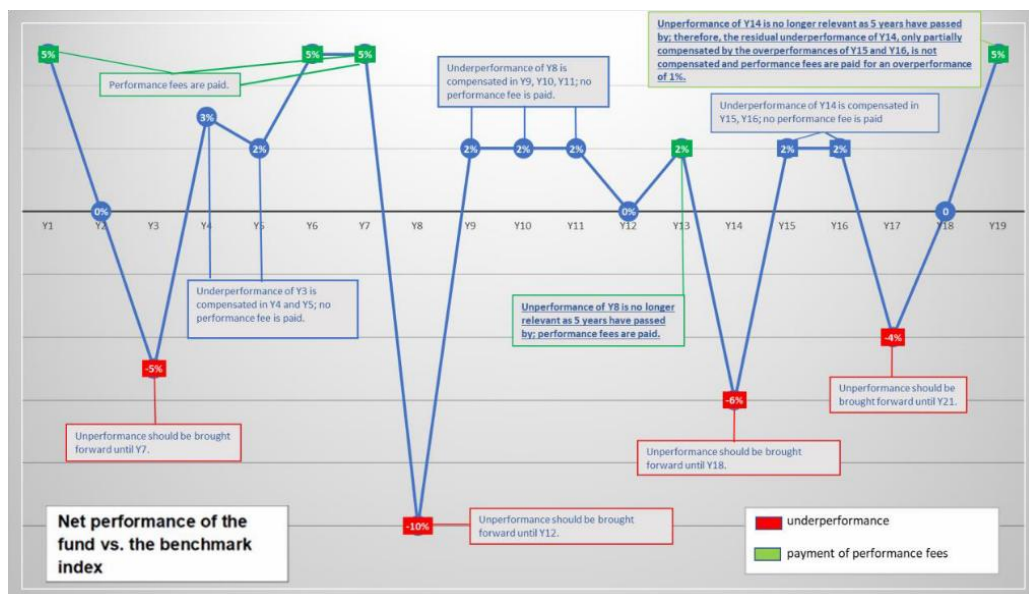 Unperformance of Y14 is no longer relevant as 5 years have passed
by; therefore, the residual underperformance of Y14, only partially
compensated by the overperformances of Y15 and Y16, is not
compensated and performance fees are paid for an overperformance
of 1%.
5%
5%
5%
5%
Performance fees are paid.
Underperformance of Y8 is
compensated in Y9, Y10, Y11; no
performance fee is paid.
Underperformance of Y14 is compensated in
Y15, Y16; no performance fee is paid
3%
2%
2%
2%
2%
2%
2%
2%
0%
0%
0
Y1
Y2
Y3
Y4
Y5
Y6
Y7
Y8
Y9
Y10
Y11
Y12
Y13
Y14
Y15
Y16
Y17
Y18
Y19
Underperformance of Y3 is
compensated in Y4 and Y5; no
performance fee is paid.
Unperformance of Y8 is no longer
relevant as 5 years have passed
by; performance fees are paid.
-5%
-4%
-6%
-10%
Unperformance should be
brought forward until Y21.
Unperformance should be brought
forward until Y7.
Unperformance should be brought
forward until Y18.
Unperformance should be brought
forward until Y12.
Net performance of the
fund vs. the benchmark
index
underperformance
payment of performance fees